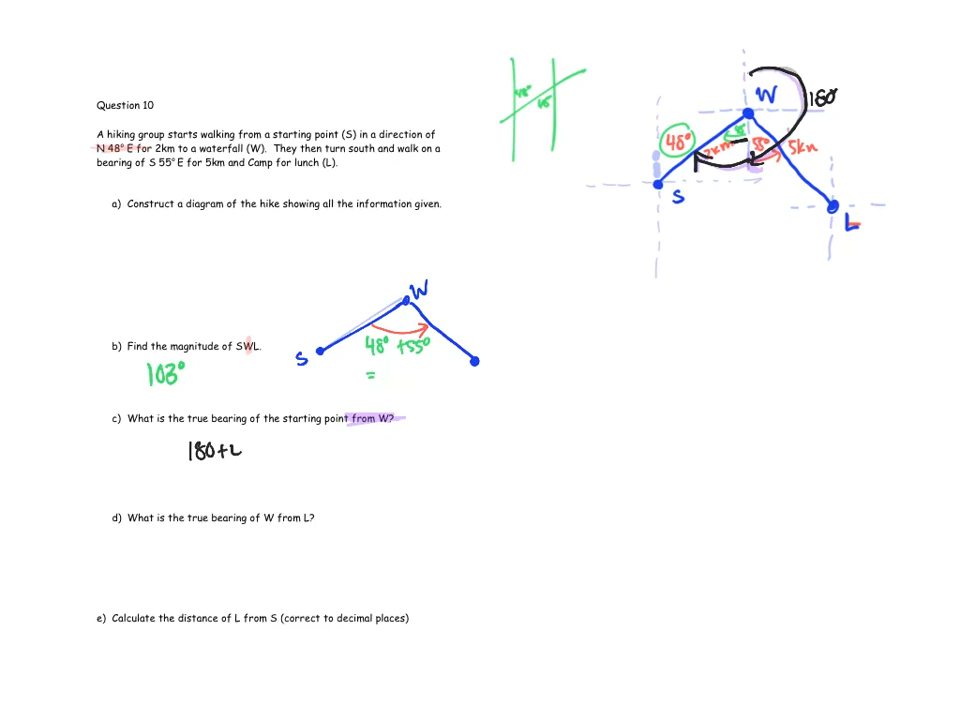 Question 10
A hiking group starts walking from a starting point (S) in a direction of
N 48° E for 2km to a waterfall (W). They then turn south and walk on a
bearing of S 55° E for 5km and Camp for lunch (L).
a) Construct a diagram of the hike showing all the information given.
48°
48°
W
180°
48°
48°
2km
55°
5km
S
L
W
S
48° +55°
=
b) Find the magnitude of SWL.
103°
c) What is the true bearing of the starting point from W?
180+
d) What is the true bearing of W from L?
e) Calculate the distance of L from S (correct to decimal places)